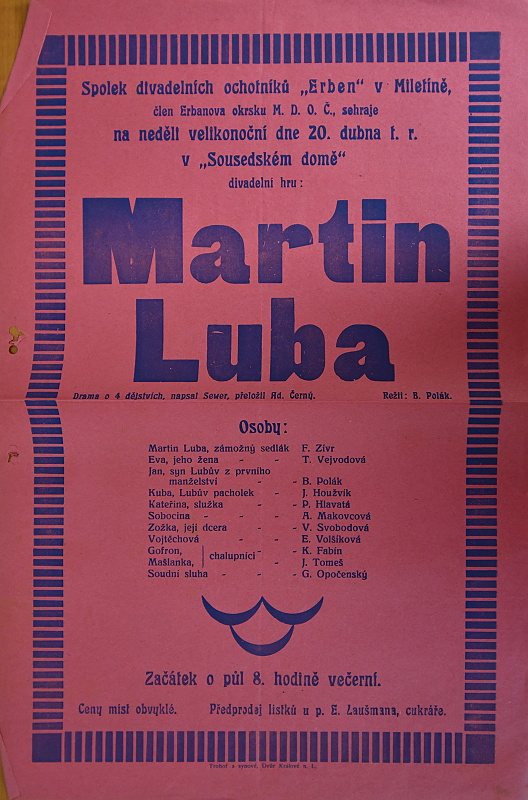 Spolek divadelních ochotníků „Erben“ v Miletíně,
člen Erbanova okrsku M. D. O. Č., sehraje
na neděli velikonoční dne 20. dubna t. r.
v „Sousedském domě“
divadelní hru:
Martin
Luba
Drama o 4 dějstvích, napsal Sewer, přeložil Ad. Černý. Režií: B. Polák.
Osoby:
Martin Luba, zámožný sedlák F. Zívr
Eva, jeho žena - - T. Vejvodová
Jan, syn Lubův z prvního
manželství - - B. Polák
Kuba, Lubův pacholek - - J. Houžvík
Kateřina, služka - - P. Hlavatá
Sobocina - - - - A. Makovcová
Zožka, její dcera - - V. Svobodová
Vojtěchová - - - E. Volšíková
Gofron, - - K. Fabín
chalupníci
Mašlanka, - J. Tomeš
Soudní sluha - - - G. Opočenský
Začátek o půl 8. hodině večerní.
Ceny míst obvyklé. Předprodej lístků u p. E. Laušmana, cukráře.
Dvůr Králové n. L.